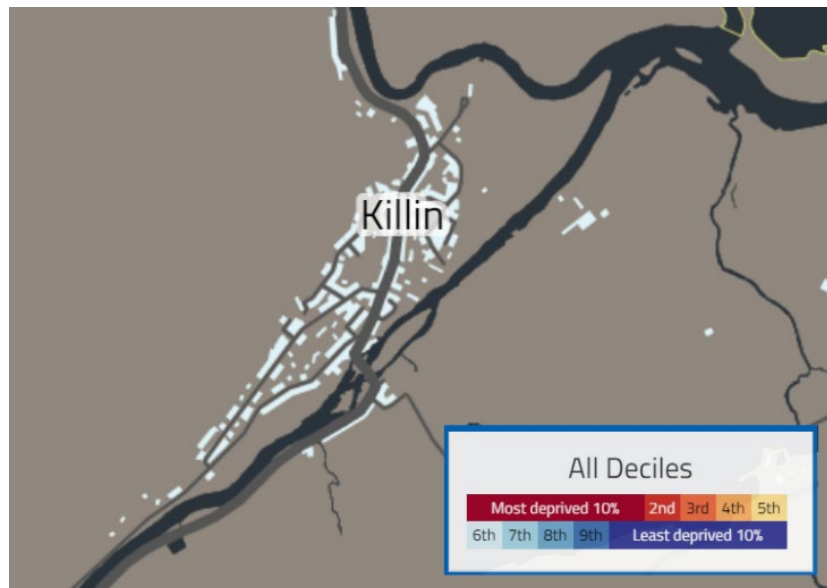 Killin
All Deciles
Most deprived 10% 2nd 3rd 4th 5th
6th 7th 8th 9th Least deprived 10%